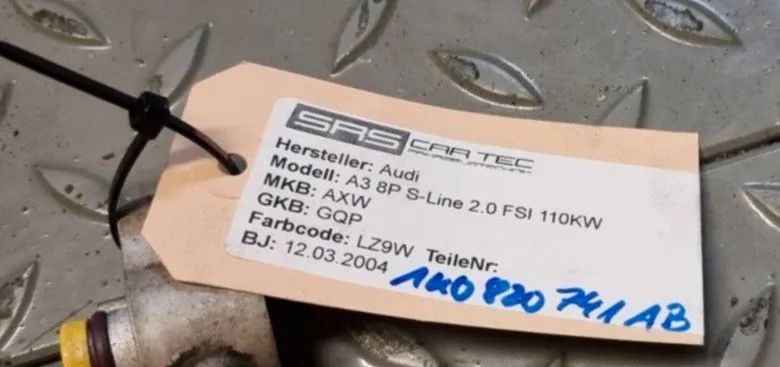 SRS CAR TEC
Hersteller: Audi
Modell: A3 8P S-Line 2.0 FSI 110KW
MKB: AXW
GKB: GQP
Farbcode: LZ9W TeileNr:
BJ: 12.03.2004 1K0 820 741 AB